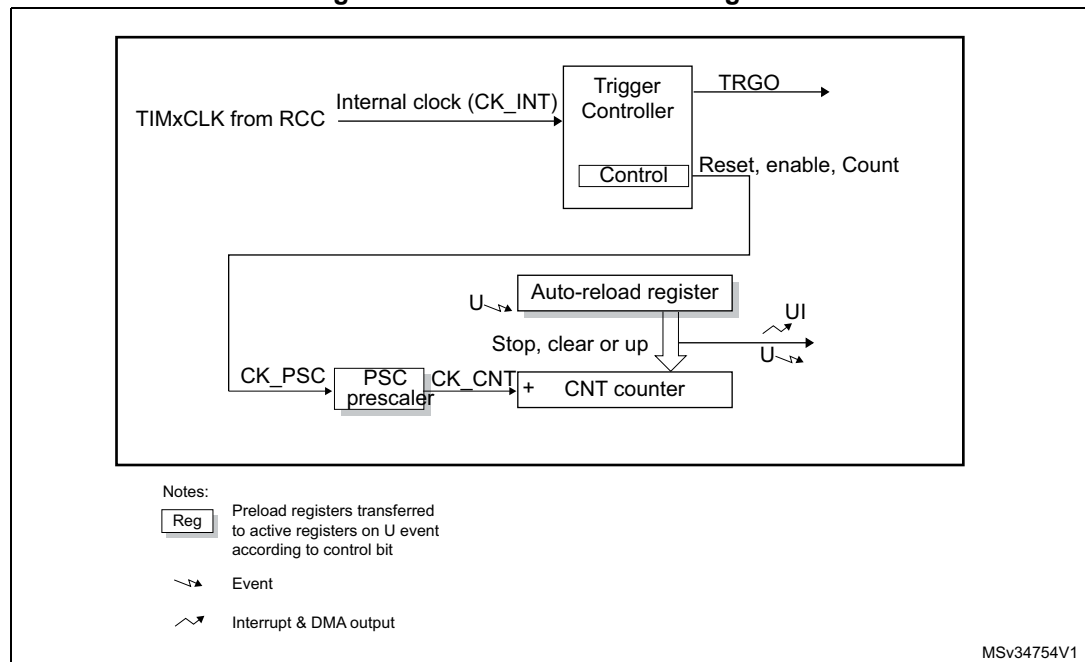 Trigger
Controller
TRGO
Internal clock (CK_INT)
TIMxCLK from RCC
Control
Reset, enable, Count
Auto-reload register
U
UI
Stop, clear or up
U
CK_PSC
PSC
prescaler
CK_CNT
+ CNT counter
Notes:
Reg
Preload registers transferred
to active registers on U event
according to control bit
Event
Interrupt & DMA output
MSv34754V1